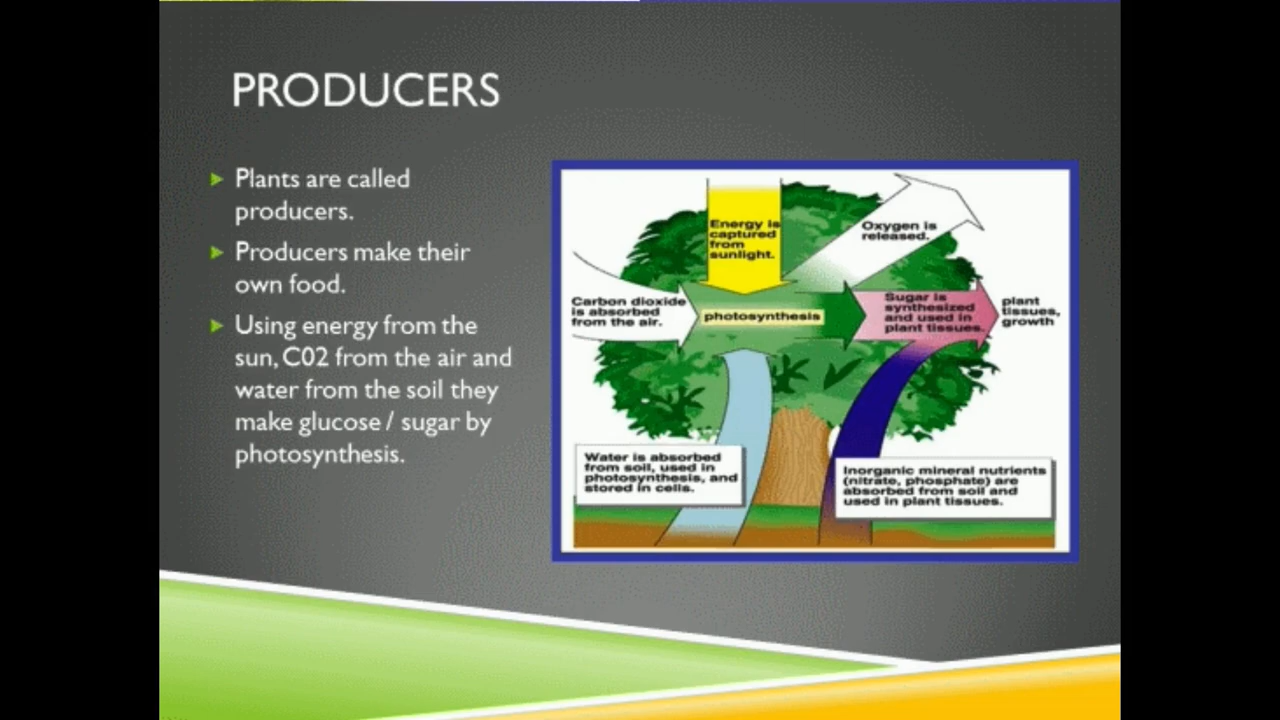 PRODUCERS
Plants are called
producers.
Producers make their
own food.
Using energy from the
sun, C02 from the air and
water from the soil they
make glucose / sugar by
photosynthesis.
Energy is
captured
from
sunlight.
Oxygen is
released.
Carbon dioxide
is absorbed
from the air.
photosynthesis
Sugar is
synthesized
and used in
plant tissues.
plant
tissues,
growth
Water is absorbed
from soil, used in
photosynthesis, and
stored in cells.
Inorganic mineral nutrients
(nitrate, phosphate) are
absorbed from soil and
used in plant tissues.